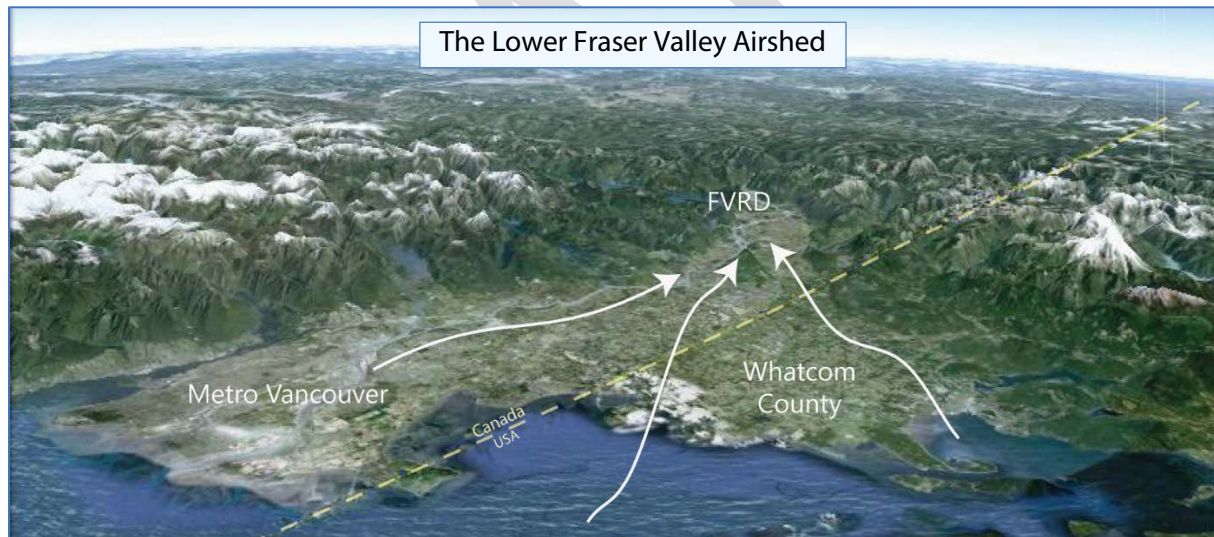 The Lower Fraser Valley Airshed
FVRD
Metro Vancouver
Whatcom
County
Canada
USA